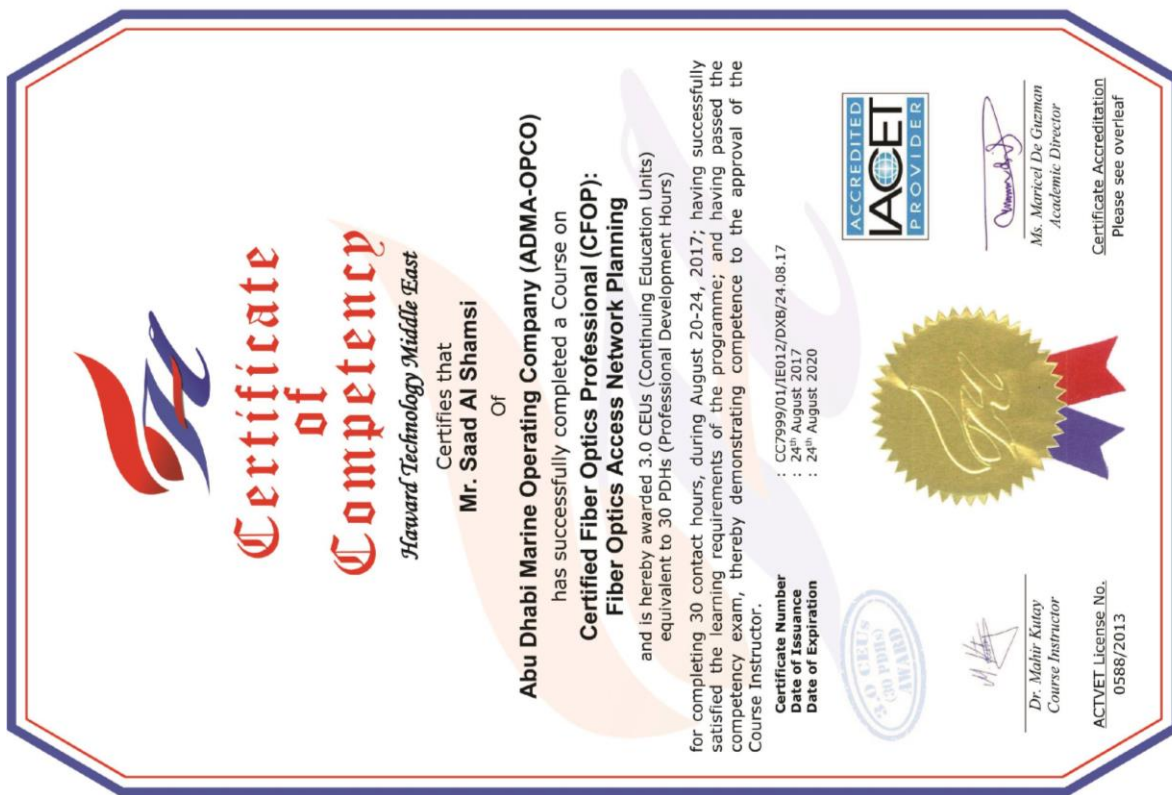 Certificate
of
Competency
Haward Technology Middle East
Certifies that
Mr. Saad Al Shamsi
Of
Abu Dhabi Marine Operating Company (ADMA-OPCO)
has successfully completed a Course on
Certified Fiber Optics Professional (CFOP):
Fiber Optics Access Network Planning
and is hereby awarded 3.0 CEUs (Continuing Education Units)
equivalent to 30 PDHs (Professional Development Hours)
for completing 30 contact hours, during August 20-24, 2017; having successfully
satisfied the learning requirements of the programme; and having passed the
competency exam, thereby demonstrating competence to the approval of the
Course Instructor.
Certificate Number : CC7999/01/IE012/DXB/24.08.17
Date of Issuance : 24th August 2017
Date of Expiration : 24th August 2020
3.0 CEUs
(30 PDHs)
AWARD
ACCREDITED
IACET
PROVIDER
Dr. Mahir Kutay
Course Instructor
Ms. Maricel De Guzman
Academic Director
ACTVET License No.
0588/2013
Certificate Accreditation
Please see overleaf